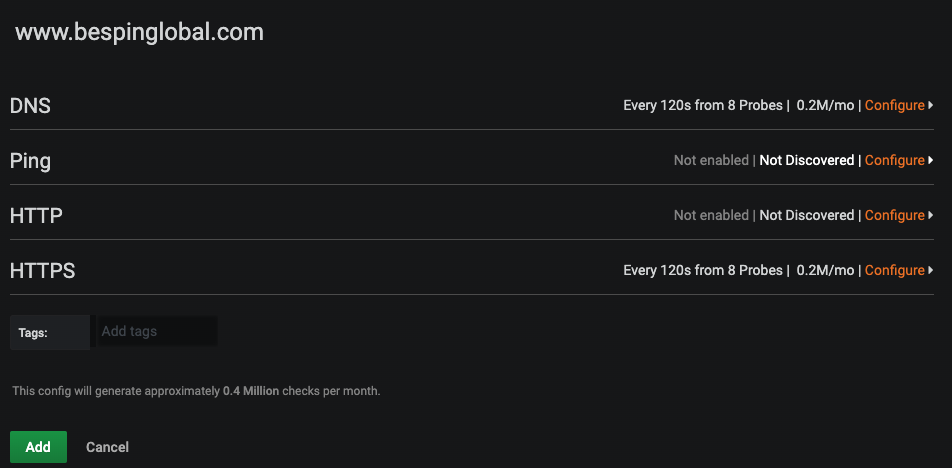 www.bespinglobal.com
DNS Every 120s from 8 Probes | 0.2M/mo | Configure
Ping Not enabled | Not Discovered | Configure
HTTP Not enabled | Not Discovered | Configure
HTTPS Every 120s from 8 Probes | 0.2M/mo | Configure
Tags: Add tags
This config will generate approximately 0.4 Million checks per month.
Add Cancel